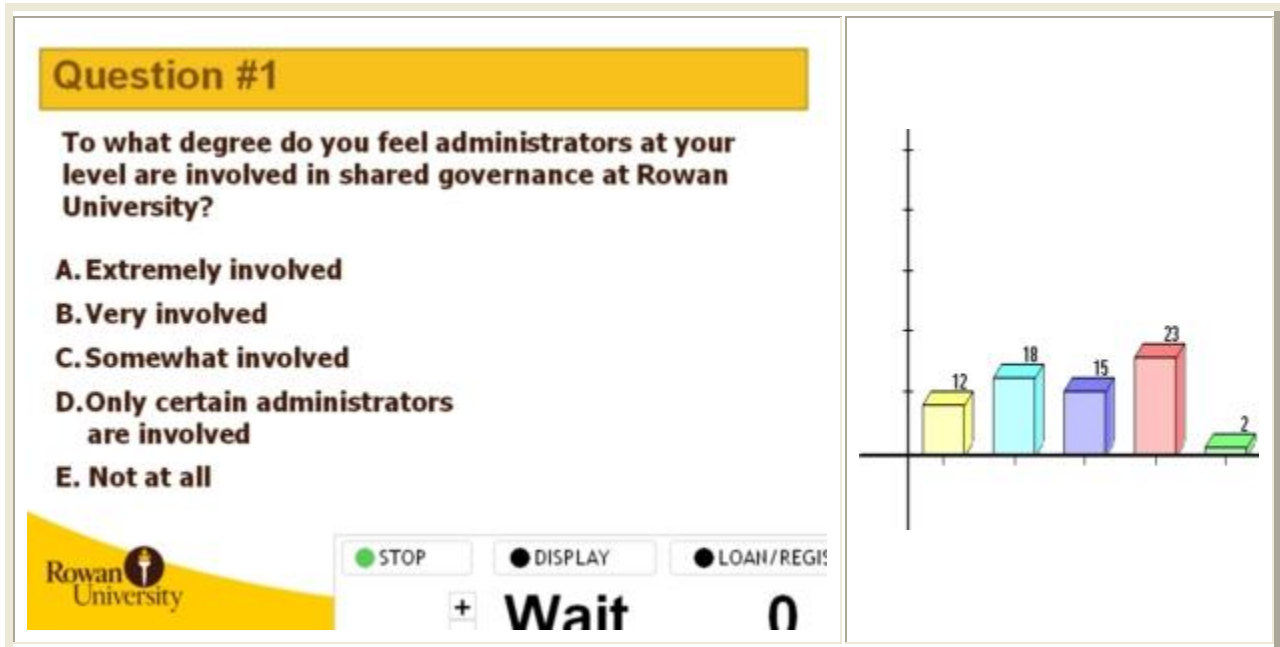 Question #1
To what degree do you feel administrators at your
level are involved in shared governance at Rowan
University?
A. Extremely involved
B. Very involved
C. Somewhat involved
D. Only certain administrators
are involved
E. Not at all
Rowan
University
STOP
DISPLAY
LOAN/REGIS
+
Wait
0
12
18
15
23
2